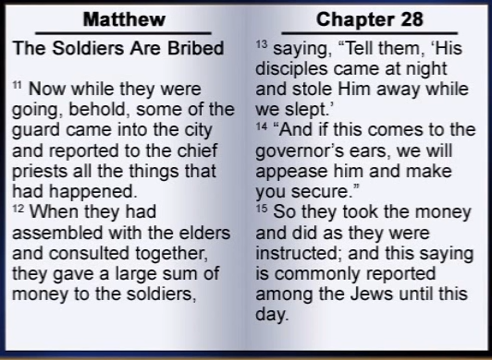 Matthew
The Soldiers Are Bribed
¹¹ Now while they were
going, behold, some of the
guard came into the city
and reported to the chief
priests all the things that
had happened.
¹² When they had
assembled with the elders
and consulted together,
they gave a large sum of
money to the soldiers,
Chapter 28
¹³ saying, “Tell them, ‘His
disciples came at night
and stole Him away while
we slept.’
¹⁴ “And if this comes to the
governor’s ears, we will
appease him and make
you secure.”
¹⁵ So they took the money
and did as they were
instructed; and this saying
is commonly reported
among the Jews until this
day.